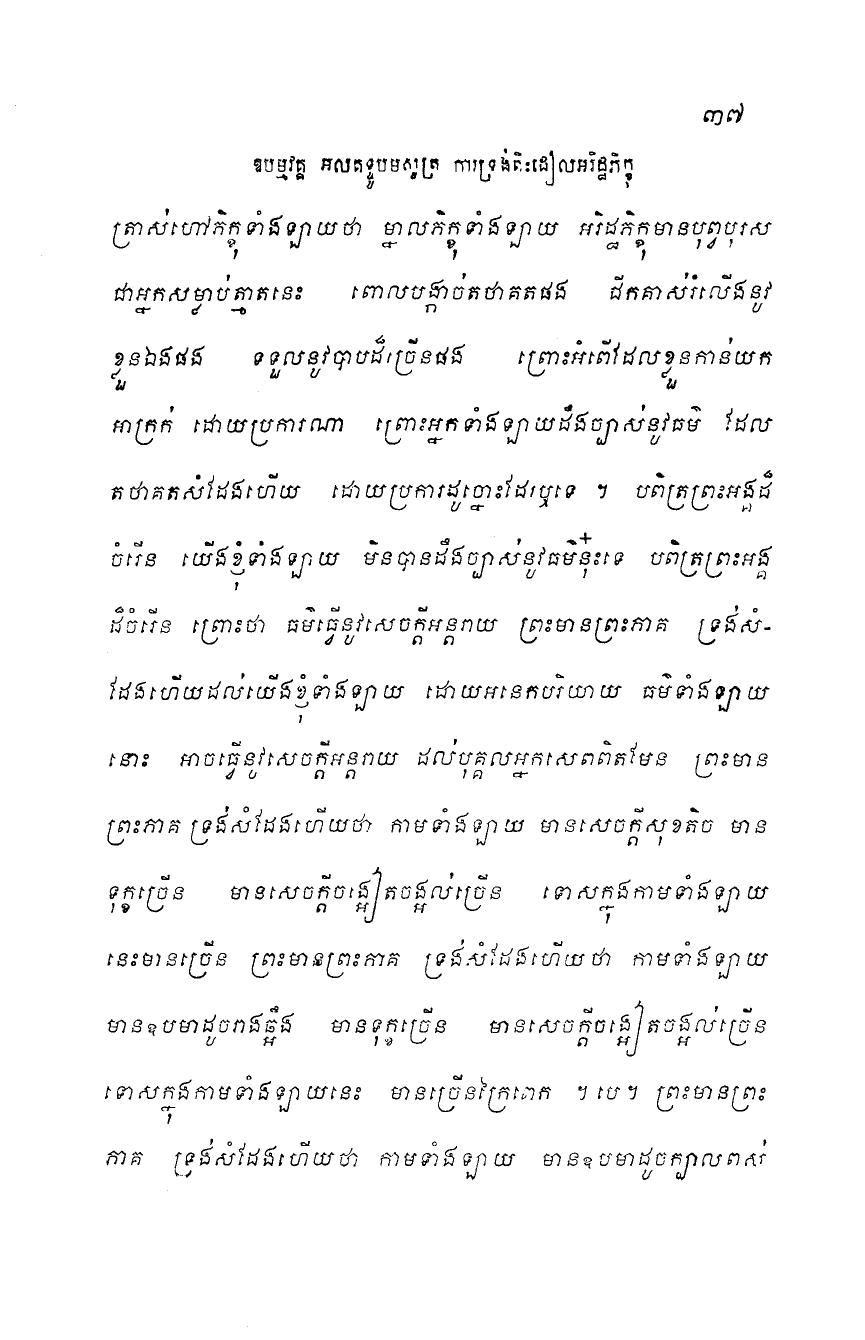 ៣៧
ឱបម្មវគ្គ អលគទ្ទូបមសូត្រ ការទ្រង់តិះដៀលអរិដ្ឋភិក្ខុ
ត្រាស់ហៅភិក្ខុទាំងឡាយថា ម្នាលភិក្ខុទាំងឡាយ អរិដ្ឋភិក្ខុមានបុព្វបុរស
ជាអ្នកសម្លាប់ត្មាតនេះ ពោលបង្កាច់តថាគតផង ជីកគាស់រំលើងនូវ
ខ្លួនឯងផង ទទួលនូវបាបដ៏ច្រើនផង ព្រោះអំពើដែលខ្លួនកាន់យក
អាក្រក់ ដោយប្រការណា ព្រោះអ្នកទាំងឡាយដឹងច្បាស់នូវធម៌ ដែល
តថាគតសំដែងហើយ ដោយប្រការដូច្នោះដែរឬទេ ។ បពិត្រព្រះអង្គដ៏
ចំរើន យើងខ្ញុំទាំងឡាយ មិនបានដឹងច្បាស់នូវធម៌នុ៎ះទេ បពិត្រព្រះអង្គ
ដ៏ចំរើន ព្រោះថា ធម៌ធ្វើនូវសេចក្តីអន្តរាយ ព្រះមានព្រះភាគ ទ្រង់សំ-
ដែងហើយដល់យើងខ្ញុំទាំងឡាយ ដោយអនេកបរិយាយ ធម៌ទាំងឡាយ
នោះ អាចធ្វើនូវសេចក្តីអន្តរាយ ដល់បុគ្គលអ្នកសេពពិតមែន ព្រះមាន
ព្រះភាគ ទ្រង់សំដែងហើយថា កាមទាំងឡាយ មានសេចក្តីសុខតិច មាន
ទុក្ខច្រើន មានសេចក្តីចង្អៀតចង្អល់ច្រើន ទោសក្នុងកាមទាំងឡាយ
នេះមានច្រើន ព្រះមានព្រះភាគ ទ្រង់សំដែងហើយថា កាមទាំងឡាយ
មានឧបមាដូចរាងឆ្អឹង មានទុក្ខច្រើន មានសេចក្តីចង្អៀតចង្អល់ច្រើន
ទោសក្នុងកាមទាំងឡាយនេះ មានច្រើនក្រៃពេក ។ បេ ។ ព្រះមានព្រះ
ភាគ ទ្រង់សំដែងហើយថា កាមទាំងឡាយ មានឧបមាដូចក្បាលពស់